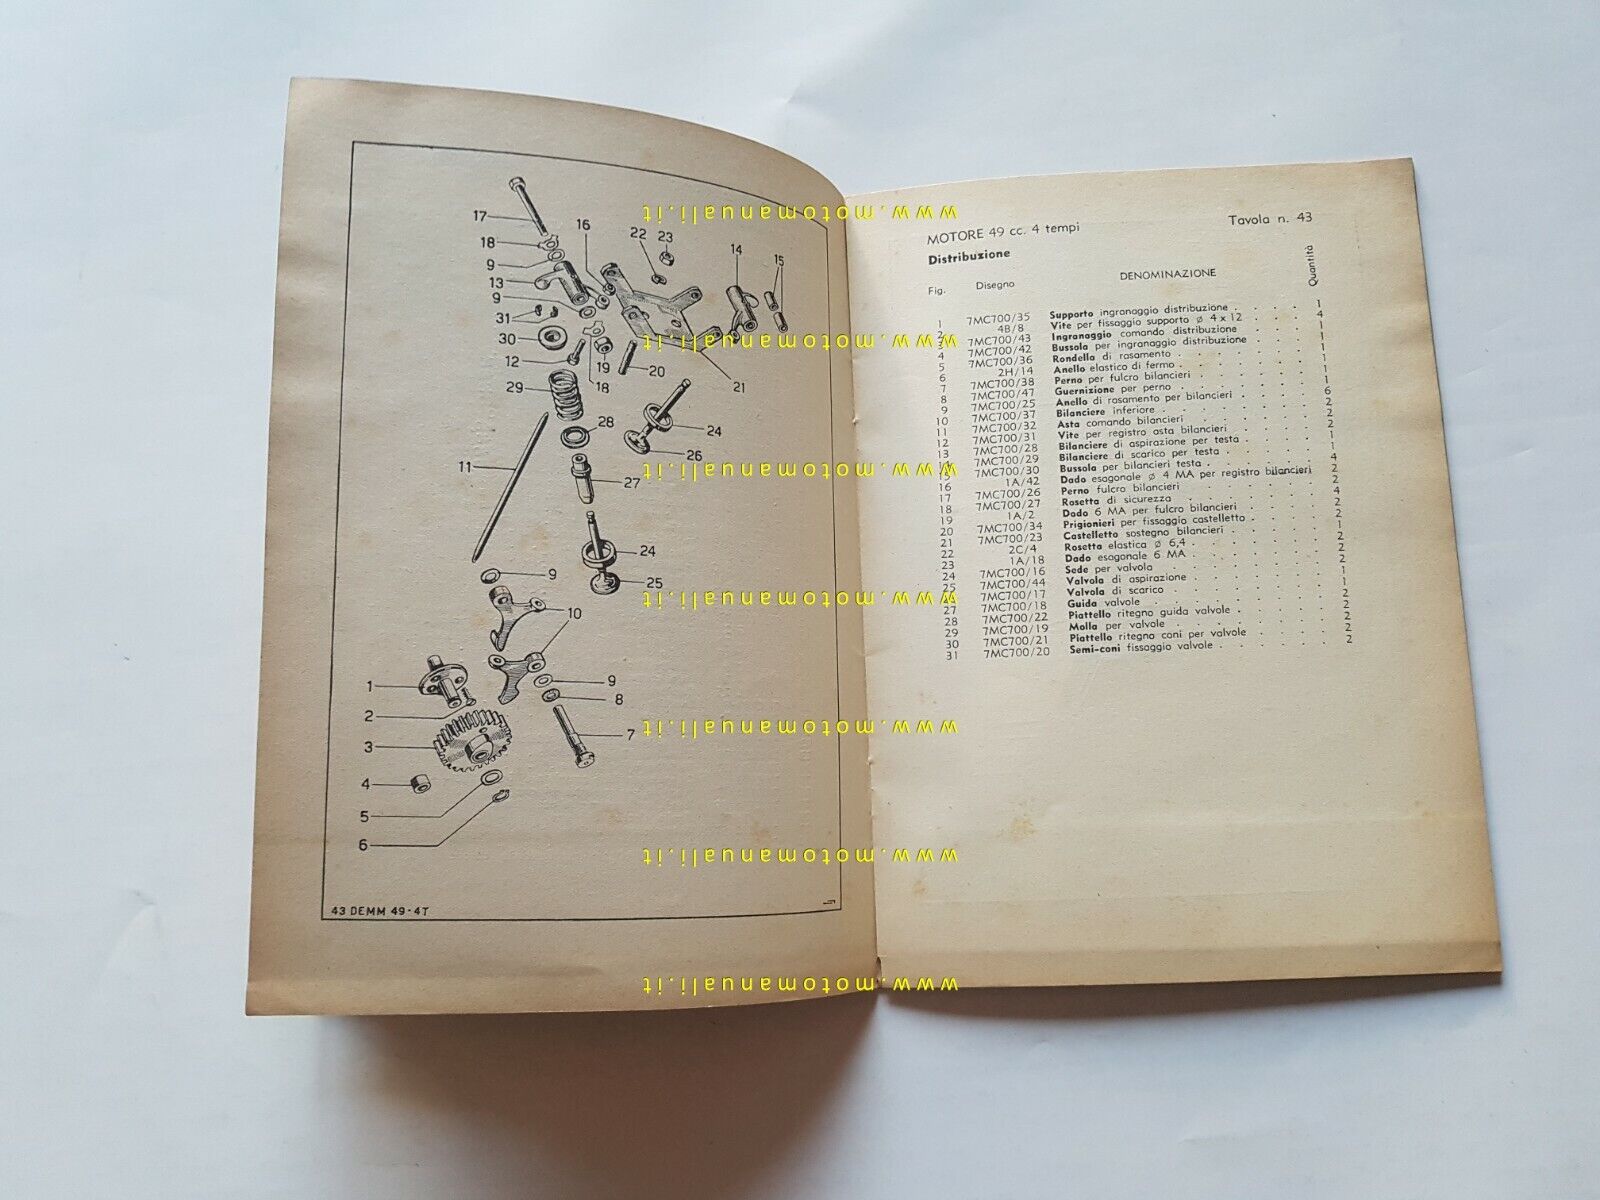 17
18
9
13
9
31
30
12
29
16
22
23
14
15
19
18
20
21
28
24
26
11
27
24
25
9
10
1
2
3
4
5
6
9
8
7
43 DEMM 49-4T
MOTORE 49 cc. 4 tempi Tavola n. 43
Distribuzione
Fig. Disegno DENOMINAZIONE Quantità
1 7MC700/35 Supporto ingranaggio distribuzione 1
2 4B/8 Vite per fissaggio supporto ø 4 x 12 4
3 7MC700/43 Ingranaggio comando distribuzione 1
4 7MC700/42 Bussola per ingranaggio distribuzione 1
5 7MC700/36 Rondella di rasamento 1
6 2H/14 Anello elastico di fermo 1
7 7MC700/38 Perno per fulcro bilancieri 1
8 7MC700/47 Guernizione per perno 1
9 7MC700/25 Anello di rasamento per bilancieri 6
10 7MC700/37 Bilanciere inferiore 2
11 7MC700/32 Asta comando bilancieri 2
12 7MC700/31 Vite per registro asta bilancieri 2
13 7MC700/28 Bilanciere di aspirazione per testa 1
7MC700/29 Bilanciere di scarico per testa 1
15 7MC700/30 Bussola per bilancieri testa 4
16 1A/42 Dado esagonale ø 4 MA per registro bilancieri 2
17 7MC700/26 Perno fulcro bilancieri 2
18 7MC700/27 Rosetta di sicurezza 4
19 1A/2 Dado 6 MA per fulcro bilancieri 2
20 7MC700/34 Prigionieri per fissaggio castelletto 2
21 7MC700/23 Castelletto sostegno bilancieri 1
22 2C/4 Rosetta elastica ø 6,4 2
23 1A/18 Dado esagonale 6 MA 2
24 7MC700/16 Sede per valvola 2
25 7MC700/44 Valvola di aspirazione 1
7MC700/17 Valvola di scarico 1
27 7MC700/18 Guida valvole 2
28 7MC700/22 Piattello ritegno guida valvole 2
29 7MC700/19 Molla per valvole 2
30 7MC700/21 Piattello ritegno coni per valvole 2
31 7MC700/20 Semi-coni fissaggio valvole 2
www.motomanuali.it
www.motomanuali.it
www.motomanuali.it
www.motomanuali.it
www.motomanuali.it
www.motomanuali.it
www.motomanuali.it